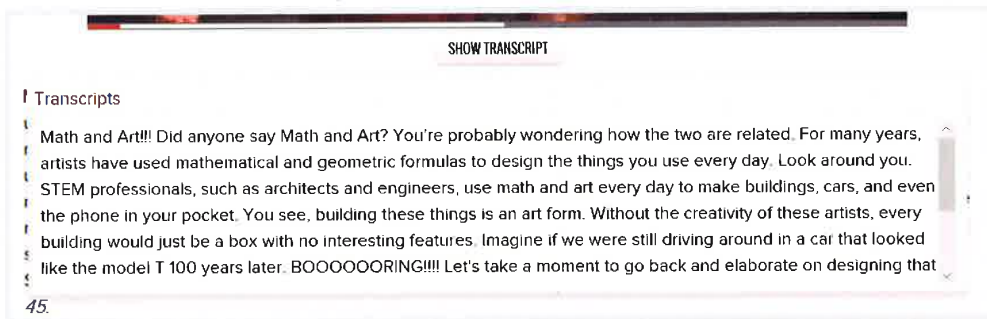 SHOW TRANSCRIPT
Transcripts
Math and Art!!! Did anyone say Math and Art? You're probably wondering how the two are related. For many years,
artists have used mathematical and geometric formulas to design the things you use every day. Look around you.
STEM professionals, such as architects and engineers, use math and art every day to make buildings, cars, and even
the phone in your pocket. You see, building these things is an art form. Without the creativity of these artists, every
building would just be a box with no interesting features. Imagine if we were still driving around in a car that looked
like the model T 100 years later. BOOOOOORING!!!! Let's take a moment to go back and elaborate on designing that
45.